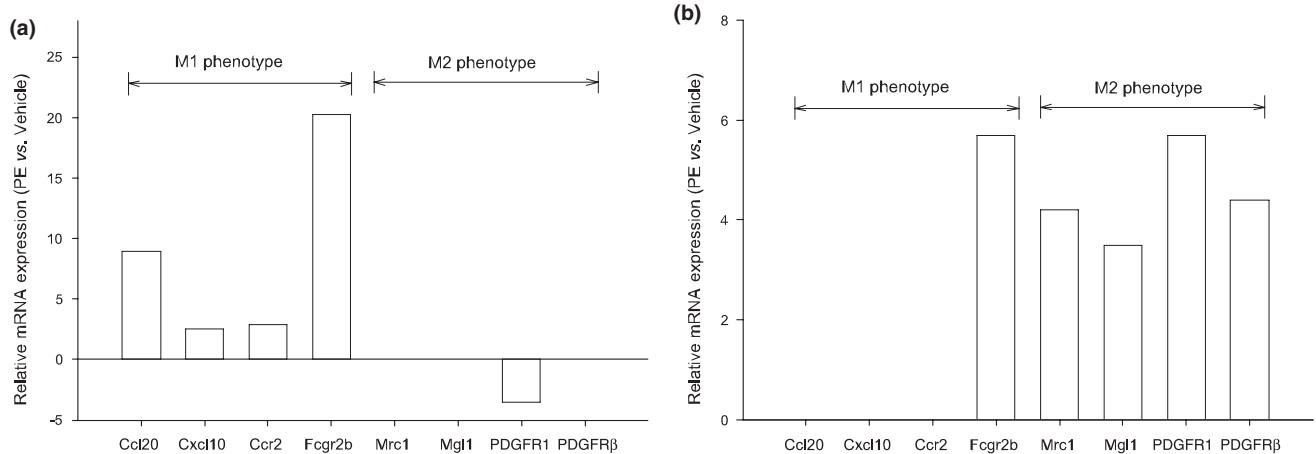 (a)
Relative mRNA expression (PE vs. Vehicle)
25
20
15
10
5
0
−5
M1 phenotype
M2 phenotype
Ccl20 Cxcl10 Ccr2 Fcgr2b Mrc1 Mgl1 PDGFR1 PDGFRβ
(b)
Relative mRNA expression (PE vs. Vehicle)
8
6
4
2
0
M1 phenotype
M2 phenotype
Ccl20 Cxcl10 Ccr2 Fcgr2b Mrc1 Mgl1 PDGFR1 PDGFRβ